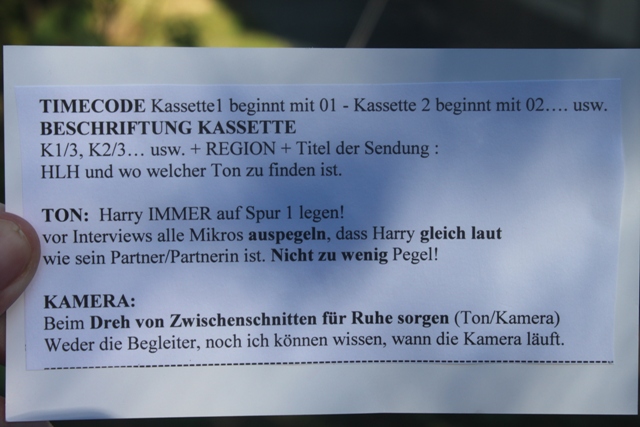 TIMECODE Kassette1 beginnt mit 01 - Kassette 2 beginnt mit 02.... usw.
BESCHRIFTUNG KASSETTE
K1/3, K2/3… usw. + REGION + Titel der Sendung :
HLH und wo welcher Ton zu finden ist.
TON: Harry IMMER auf Spur 1 legen!
vor Interviews alle Mikros auspegeln, dass Harry gleich laut
wie sein Partner/Partnerin ist. Nicht zu wenig Pegel!
KAMERA:
Beim Dreh von Zwischenschnitten für Ruhe sorgen (Ton/Kamera)
Weder die Begleiter, noch ich können wissen, wann die Kamera läuft.